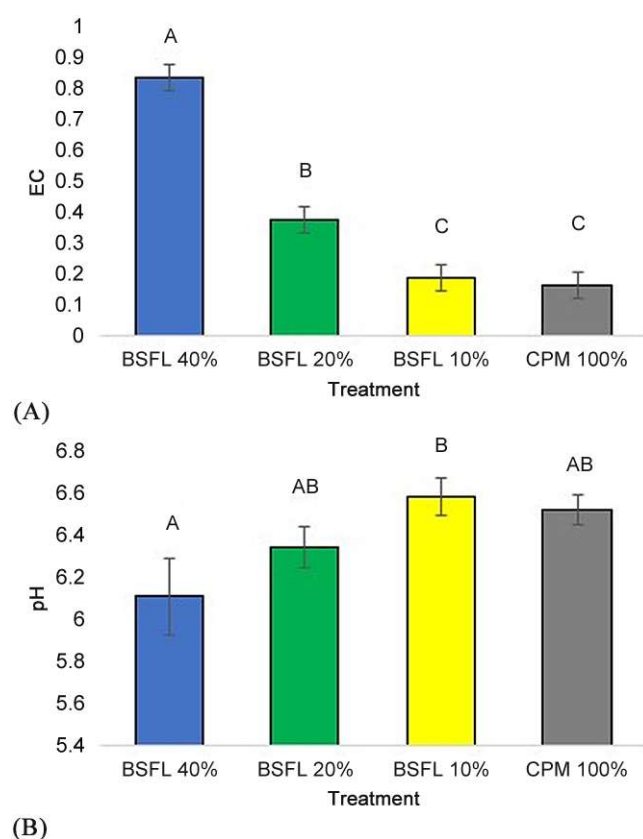 1
A
0.9
0.8
0.7
0.6
B
0.5
EC
0.4
C
C
0.3
0.2
0.1
0
BSFL 40%
BSFL 20%
BSFL 10%
CPM 100%
Treatment
(A)
6.8
B
AB
6.6
AB
6.4
A
6.2
pH
6
5.8
5.6
5.4
BSFL 40%
BSFL 20%
BSFL 10%
CPM 100%
Treatment
(B)